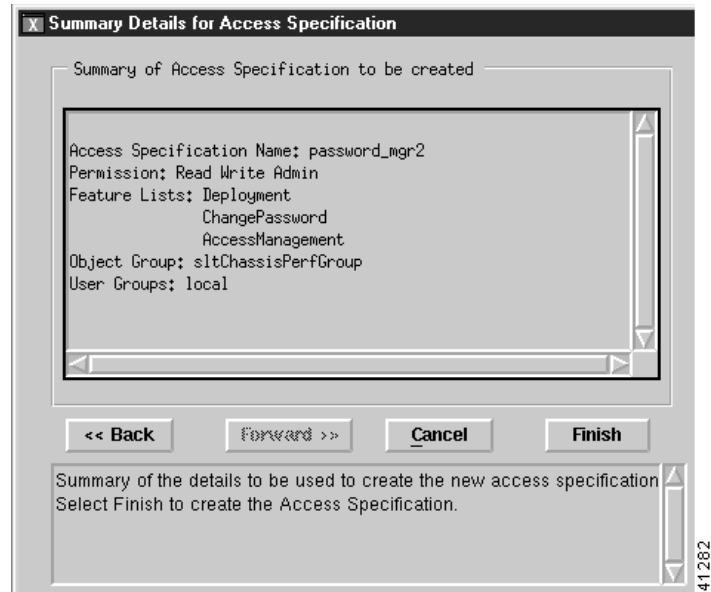 X Summary Details for Access Specification
Summary of Access Specification to be created
Access Specification Name: password_mgr2
Permission: Read Write Admin
Feature Lists: Deployment
ChangePassword
AccessManagement
Object Group: sltChassisPerfGroup
User Groups: local
<< Back
Forward >>
Cancel
Finish
Summary of the details to be used to create the new access specification
Select Finish to create the Access Specification.
41282